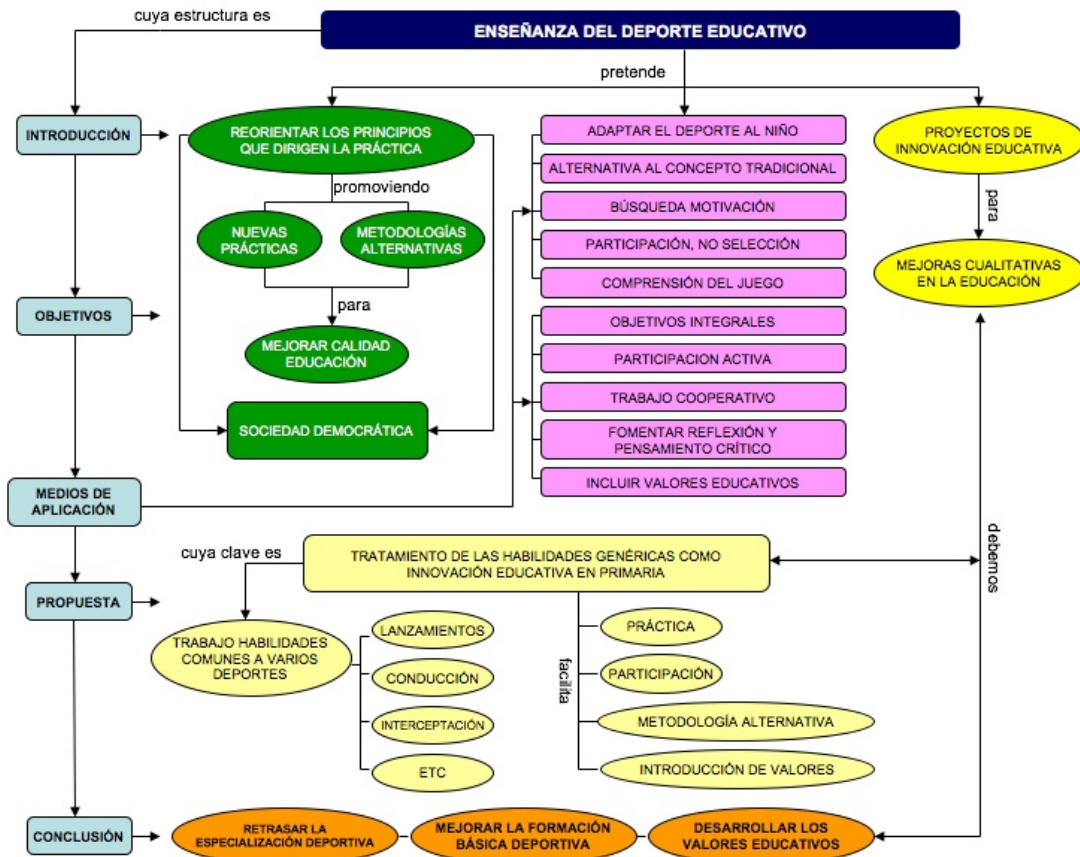 cuya estructura es
ENSEÑANZA DEL DEPORTE EDUCATIVO
pretende
INTRODUCCIÓN
REORIENTAR LOS PRINCIPIOS
QUE DIRIGEN LA PRÁCTICA
promoviendo
NUEVAS
PRÁCTICAS
METODOLOGÍAS
ALTERNATIVAS
para
MEJORAR CALIDAD
EDUCACIÓN
SOCIEDAD DEMOCRÁTICA
ADAPTAR EL DEPORTE AL NIÑO
ALTERNATIVA AL CONCEPTO TRADICIONAL
BÚSQUEDA MOTIVACIÓN
PARTICIPACIÓN, NO SELECCIÓN
COMPRENSIÓN DEL JUEGO
OBJETIVOS INTEGRALES
PARTICIPACION ACTIVA
TRABAJO COOPERATIVO
FOMENTAR REFLEXIÓN Y
PENSAMIENTO CRÍTICO
INCLUIR VALORES EDUCATIVOS
PROYECTOS DE
INNOVACIÓN EDUCATIVA
para
MEJORAS CUALITATIVAS
EN LA EDUCACIÓN
debemos
OBJETIVOS
MEDIOS DE
APLICACIÓN
PROPUESTA
cuya clave es
TRATAMIENTO DE LAS HABILIDADES GENÉRICAS COMO
INNOVACIÓN EDUCATIVA EN PRIMARIA
TRABAJO HABILIDADES
COMUNES A VARIOS
DEPORTES
LANZAMIENTOS
CONDUCCIÓN
INTERCEPTACIÓN
ETC
facilita
PRÁCTICA
PARTICIPACIÓN
METODOLOGÍA ALTERNATIVA
INTRODUCCIÓN DE VALORES
CONCLUSIÓN
RETRASAR LA
ESPECIALIZACIÓN DEPORTIVA
MEJORAR LA FORMACIÓN
BÁSICA DEPORTIVA
DESARROLLAR LOS
VALORES EDUCATIVOS